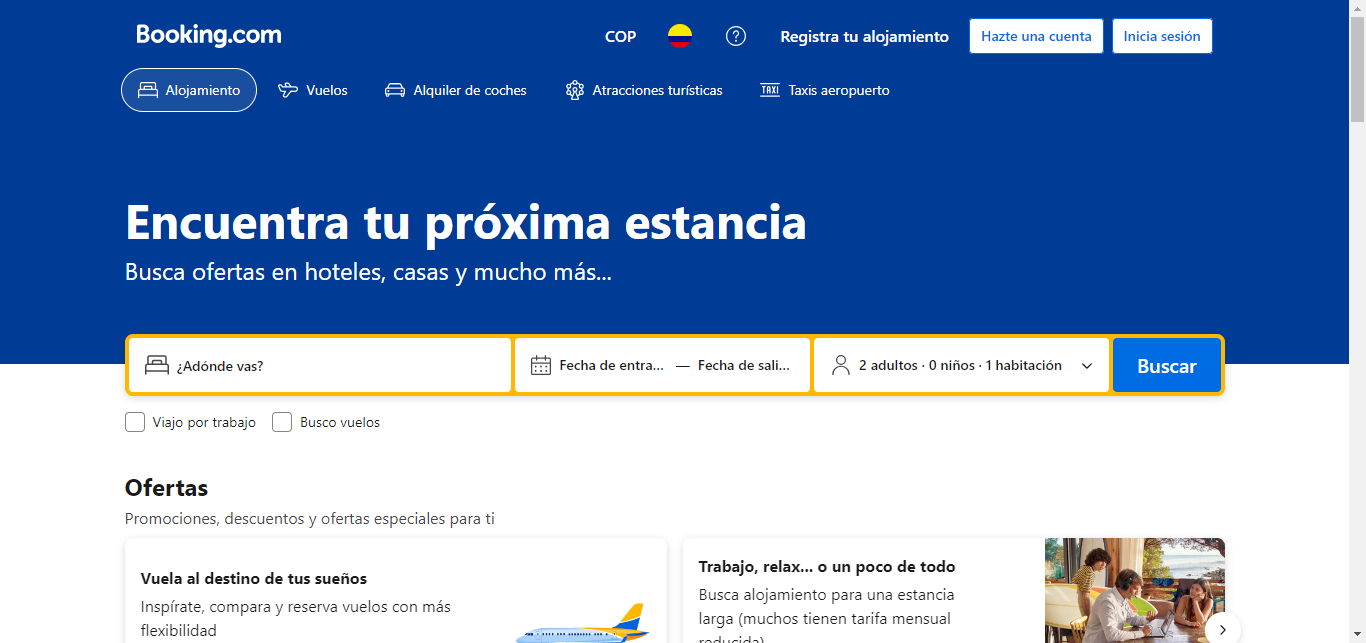 Booking.com
COP
Registra tu alojamiento
Hazte una cuenta
Inicia sesión
Alojamiento
Vuelos
Alquiler de coches
Atracciones turísticas
TAXI
Taxis aeropuerto
Encuentra tu próxima estancia
Busca ofertas en hoteles, casas y mucho más...
¿Adónde vas?
Fecha de entra... — Fecha de sali...
2 adultos · 0 niños · 1 habitación
Buscar
Viajo por trabajo
Busco vuelos
Ofertas
Promociones, descuentos y ofertas especiales para ti
Vuela al destino de tus sueños
Inspírate, compara y reserva vuelos con más
flexibilidad
Trabajo, relax... o un poco de todo
Busca alojamiento para una estancia
larga (muchos tienen tarifa mensual
reducida)